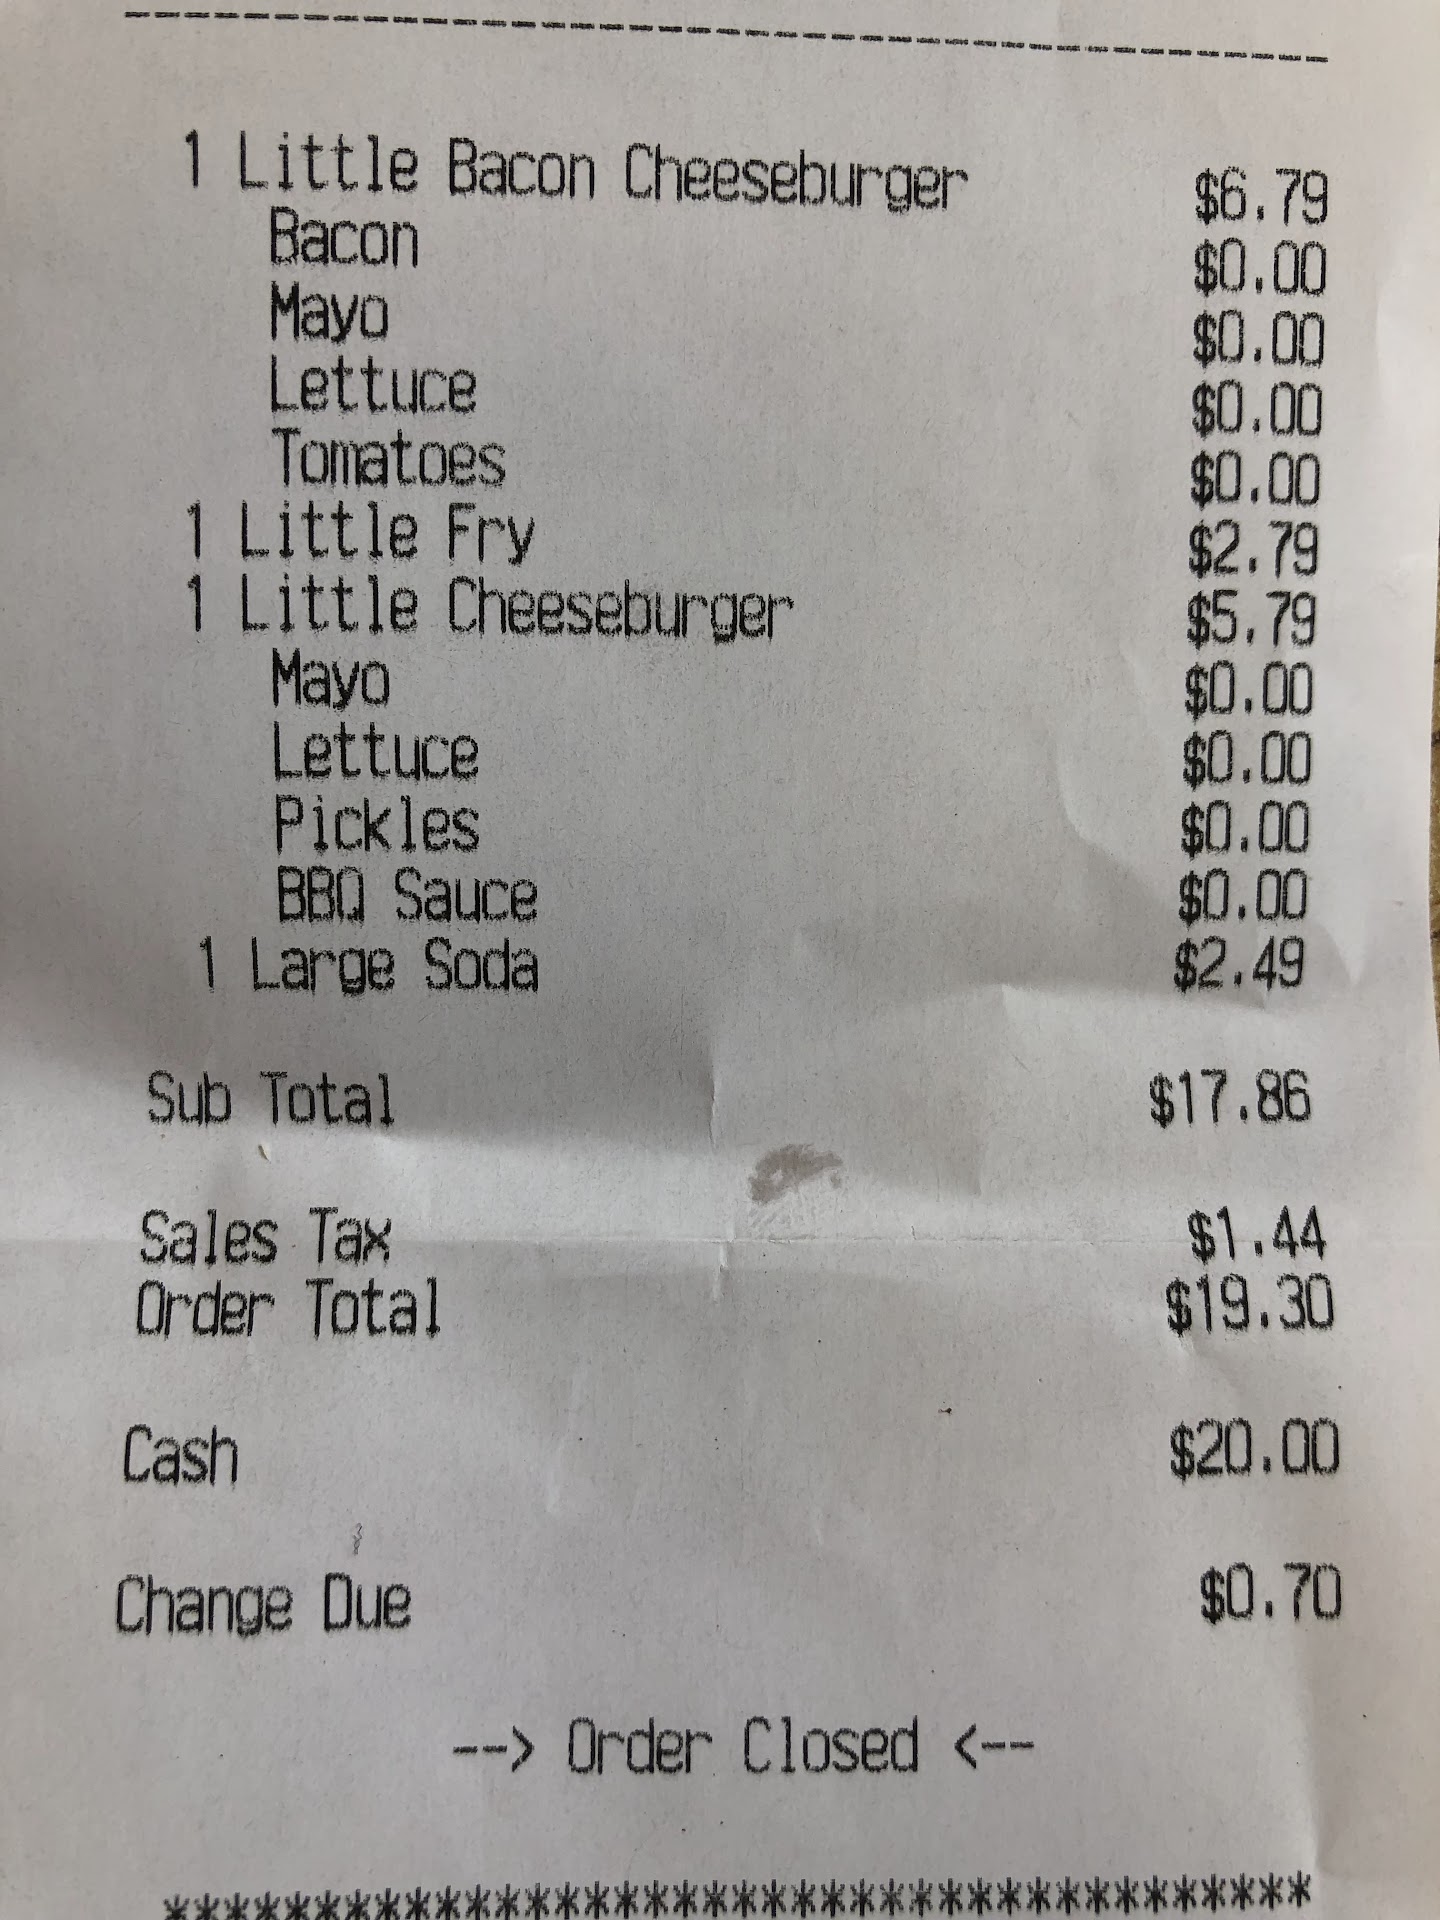 1 Little Bacon Cheeseburger $6.79
Bacon $0.00
Mayo $0.00
Lettuce $0.00
Tomatoes $0.00
1 Little Fry $2.79
1 Little Cheeseburger $5.79
Mayo $0.00
Lettuce $0.00
Pickles $0.00
BBQ Sauce $0.00
1 Large Soda $2.49
Sub Total $17.86
Sales Tax $1.44
Order Total $19.30
Cash $20.00
Change Due $0.70
--> Order Closed <--
***************************************